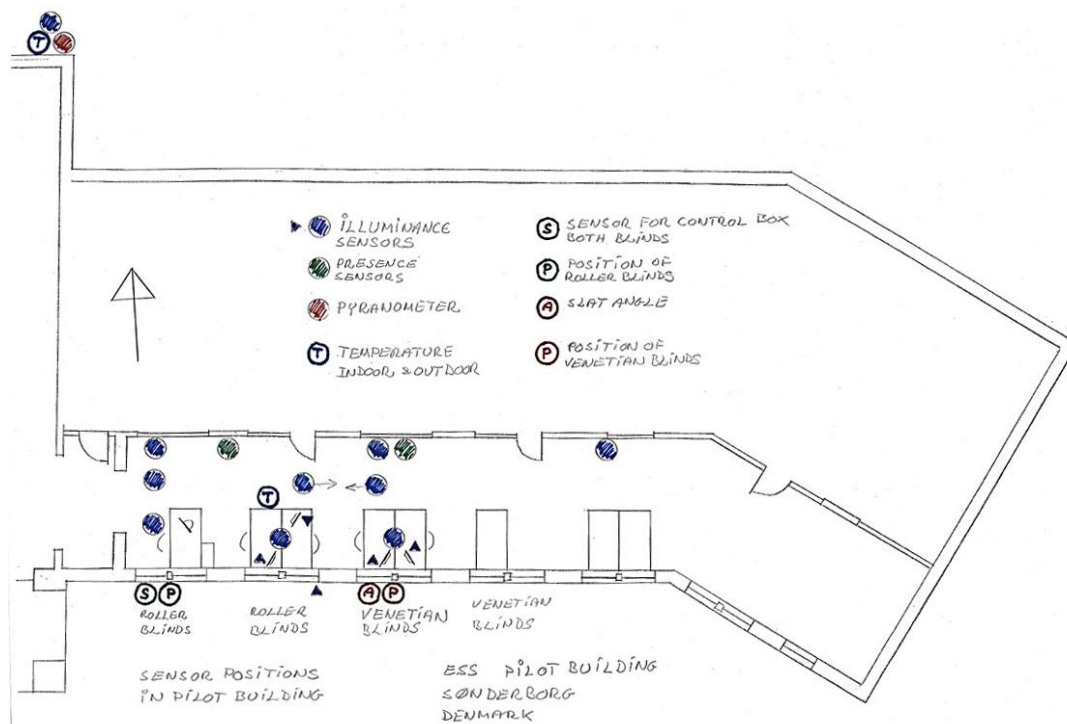 T
ILLUMINANCE
SENSORS
PRESENCE
SENSORS
PYRANOMETER
T TEMPERATURE
INDOOR & OUTDOOR
S SENSOR FOR CONTROL BOX
BOTH BLINDS
P POSITION OF
ROLLER BLINDS
A SLAT ANGLE
P POSITION OF
VENETIAN BLINDS
T
S P
ROLLER
BLINDS
ROLLER
BLINDS
A P
VENETIAN
BLINDS
VENETIAN
BLINDS
SENSOR POSITIONS
IN PILOT BUILDING
ESS PILOT BUILDING
SØNDERBORG
DENMARK